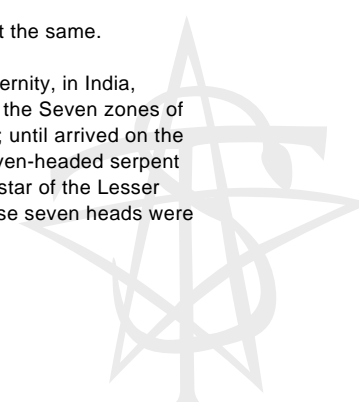 t the same.
ernity, in India,
the Seven zones of
; until arrived on the
ven-headed serpent
star of the Lesser
se seven heads were